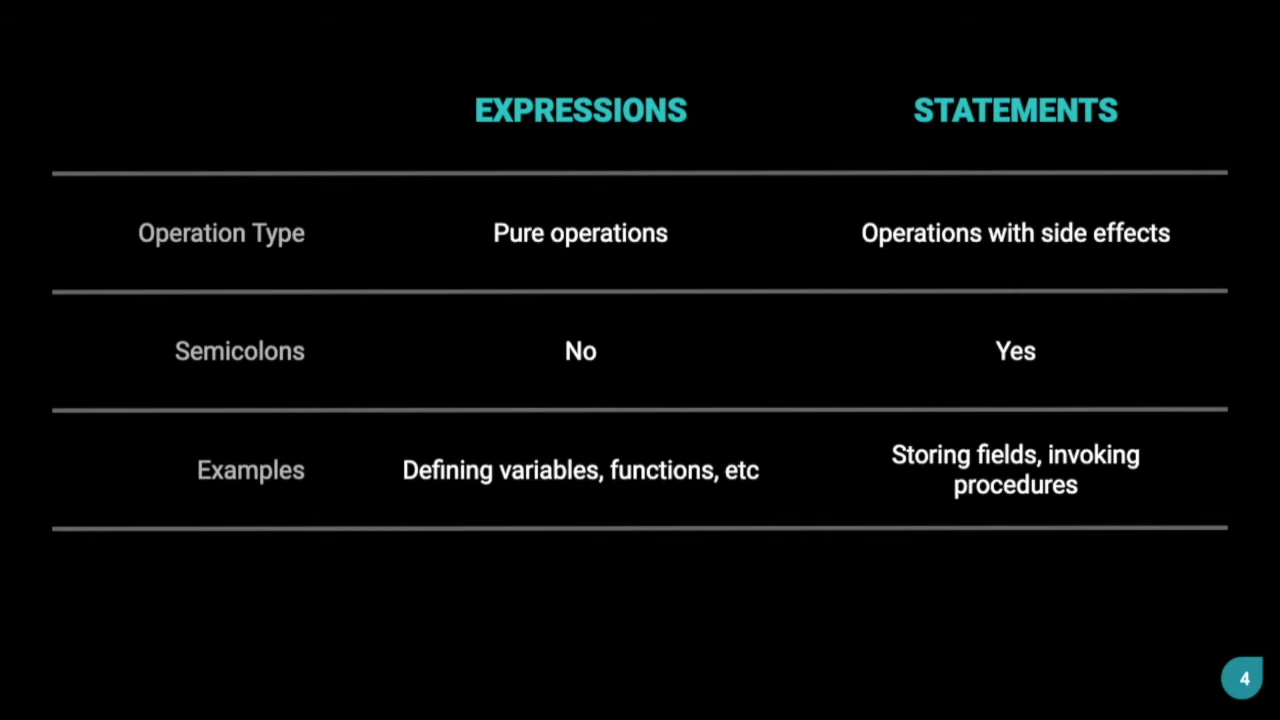 EXPRESSIONS STATEMENTS
Operation Type Pure operations Operations with side effects
Semicolons No Yes
Examples Defining variables, functions, etc Storing fields, invoking
procedures
4